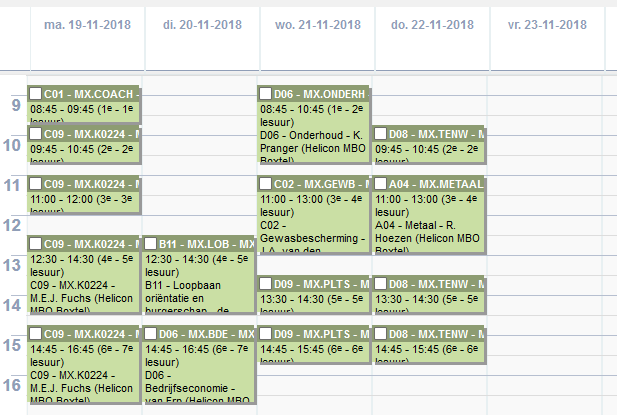 ma. 19-11-2018
di. 20-11-2018
wo. 21-11-2018
do. 22-11-2018
vr. 23-11-2018
9
10
11
12
13
14
15
16
C01 - MX.COACH -
08:45 - 09:45 (1e - 1e
lesuur)
C09 - MX.K0224 - M
09:45 - 10:45 (2e - 2e
lesuur)
C09 - MX.K0224 - M
11:00 - 12:00 (3e - 3e
lesuur)
C09 - MX.K0224 - M
12:30 - 14:30 (4e - 5e
lesuur)
C09 - MX.K0224 -
M.E.J. Fuchs (Helicon
MBO Boxtel)
C09 - MX.K0224 - M
14:45 - 16:45 (6e - 7e
lesuur)
C09 - MX.K0224 -
M.E.J. Fuchs (Helicon
MBO Boxtel)
B11 - MX.LOB - MX
12:30 - 14:30 (4e - 5e
lesuur)
B11 - Loopbaan
oriëntatie en
burgerschap - de
D06 - MX.BDE - MX
14:45 - 16:45 (6e - 7e
lesuur)
D06 -
Bedrijfseconomie -
van Erp (Helicon MBO
D06 - MX.ONDERH
08:45 - 10:45 (1e - 2e
lesuur)
D06 - Onderhoud - K.
Pranger (Helicon MBO
Boxtel)
C02 - MX.GEWB - M
11:00 - 13:00 (3e - 4e
lesuur)
C02 -
Gewasbescherming -
J.A. van den
D09 - MX.PLTS - M
13:30 - 14:30 (5e - 5e
lesuur)
D09 - MX.PLTS - M
14:45 - 15:45 (6e - 6e
lesuur)
D08 - MX.TENW - M
09:45 - 10:45 (2e - 2e
lesuur)
A04 - MX.METAAL
11:00 - 13:00 (3e - 4e
lesuur)
A04 - Metaal - R.
Hoezen (Helicon MBO
Boxtel)
D08 - MX.TENW - M
13:30 - 14:30 (5e - 5e
lesuur)
D08 - MX.TENW - M
14:45 - 15:45 (6e - 6e
lesuur)